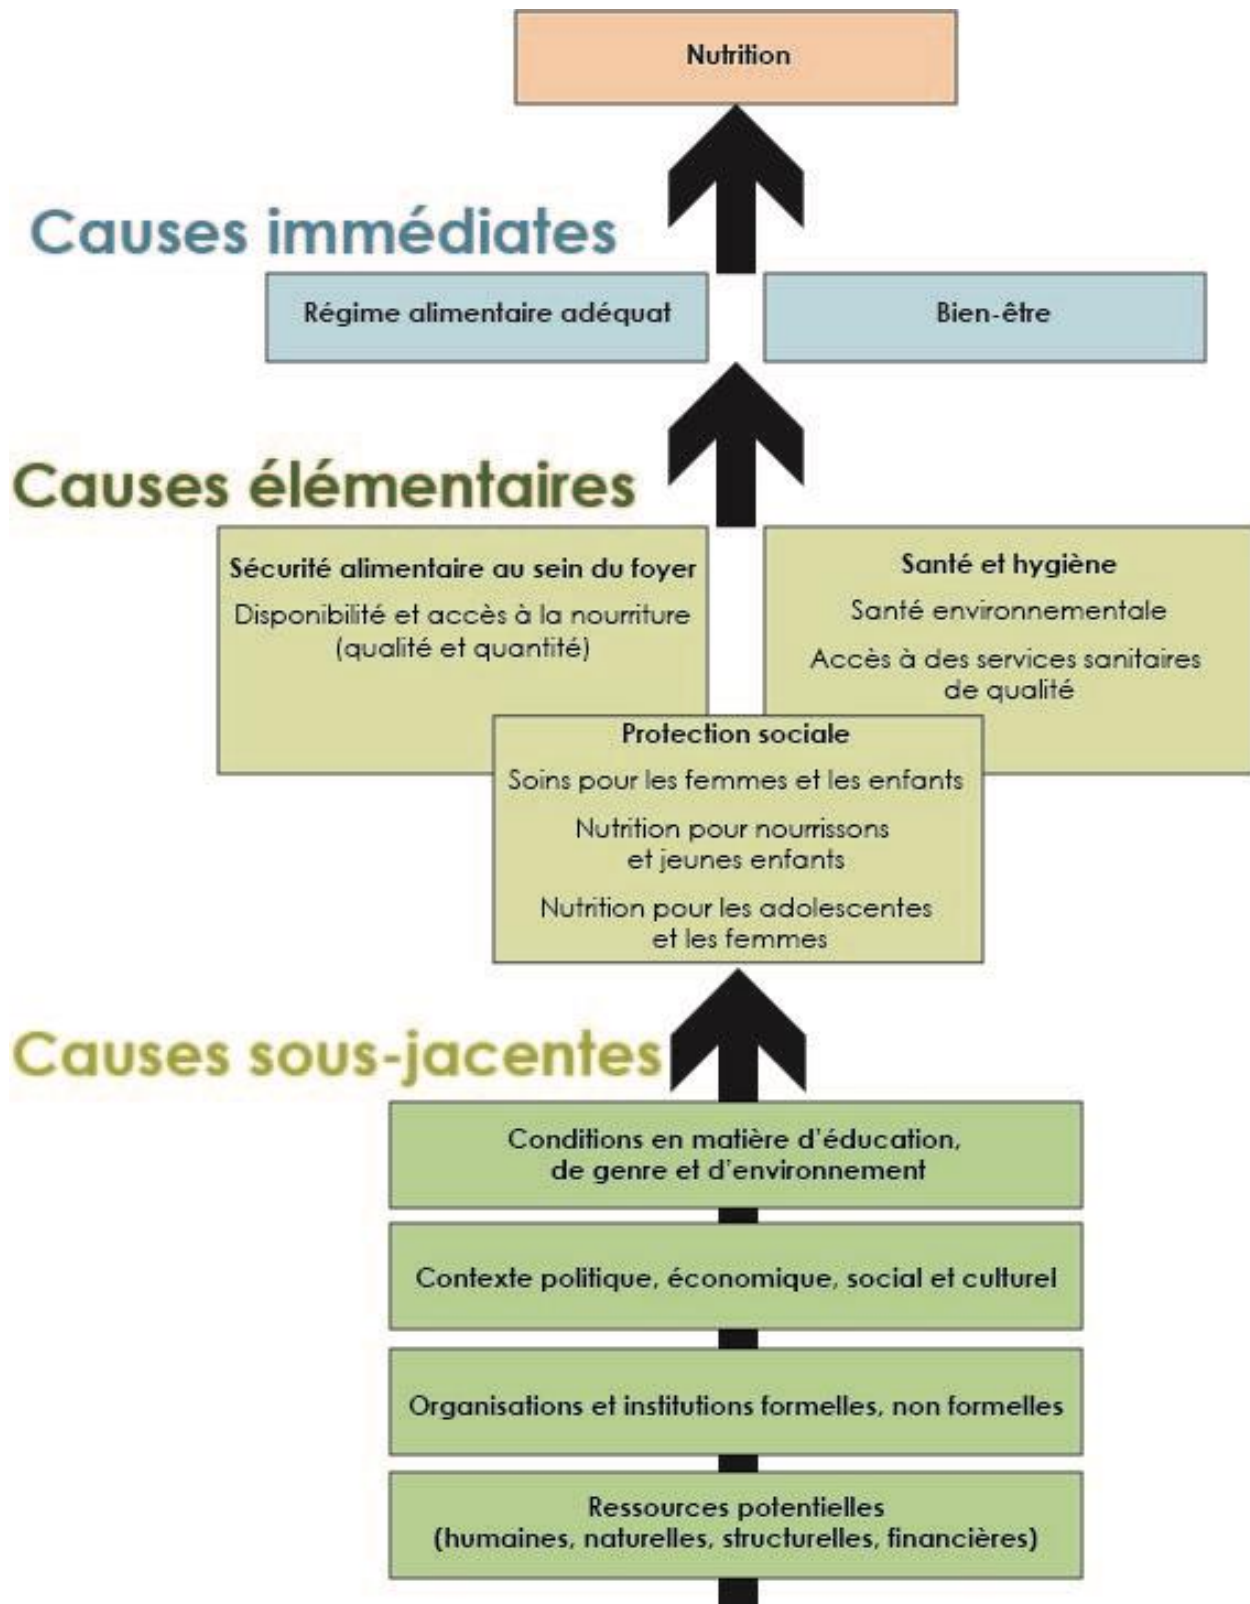 Nutrition
Causes immédiates
Régime alimentaire adéquat
Bien-être
Causes élémentaires
Sécurité alimentaire au sein du foyer
Disponibilité et accès à la nourriture
(qualité et quantité)
Santé et hygiène
Santé environnementale
Accès à des services sanitaires
de qualité
Protection sociale
Soins pour les femmes et les enfants
Nutrition pour nourrissons
et jeunes enfants
Nutrition pour les adolescentes
et les femmes
Causes sous-jacentes
Conditions en matière d'éducation,
de genre et d'environnement
Contexte politique, économique, social et culturel
Organisations et institutions formelles, non formelles
Ressources potentielles
(humaines, naturelles, structurelles, financières)